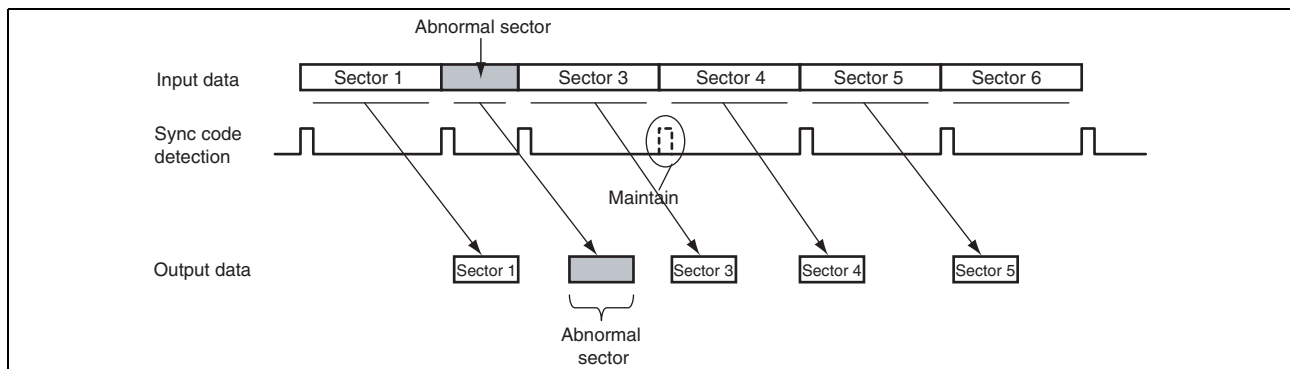 Abnormal sector
Input data
Sector 1
Sector 3
Sector 4
Sector 5
Sector 6
Sync code
detection
Maintain
Output data
Sector 1
Sector 3
Sector 4
Sector 5
Abnormal
sector